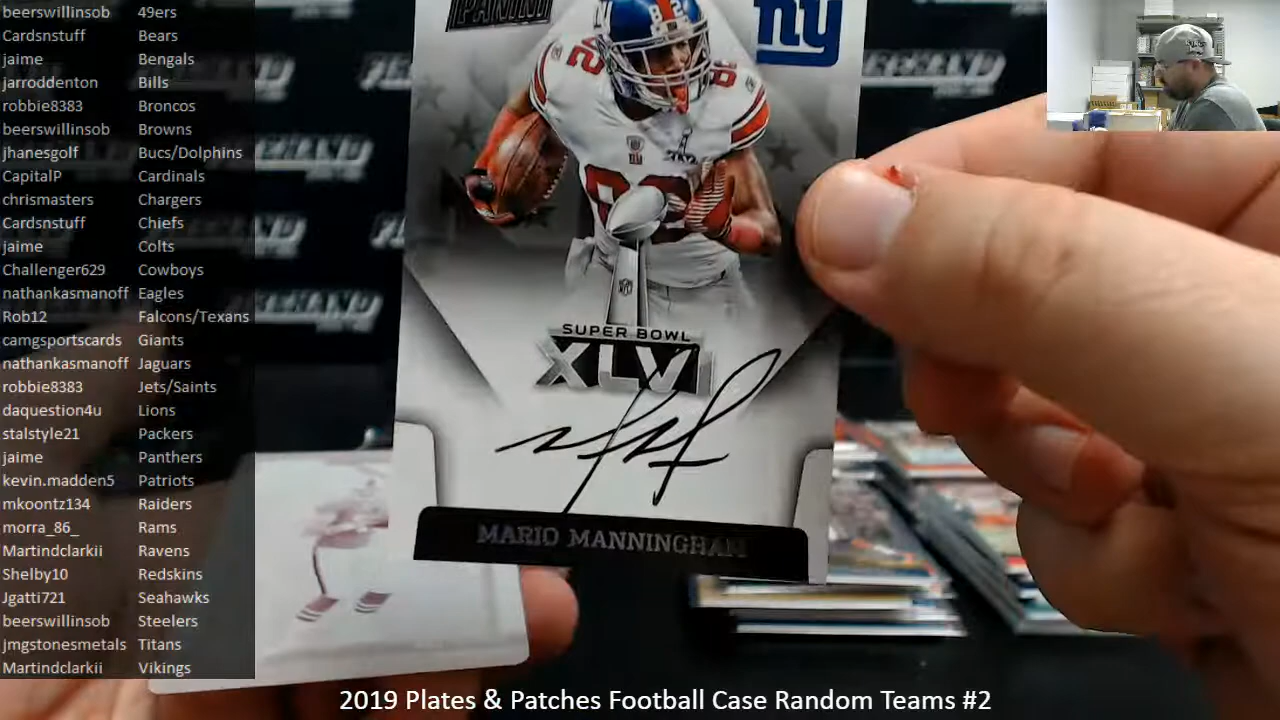 beerswillinsob 49ers
Cardsnstuff Bears
jaime Bengals
jarroddenton Bills
robbie8383 Broncos
beerswillinsob Browns
jhanesgolf Bucs/Dolphins
CapitalP Cardinals
chrismasters Chargers
Cardsnstuff Chiefs
jaime Colts
Challenger629 Cowboys
nathankasmanoff Eagles
Rob12 Falcons/Texans
camgsportscards Giants
nathankasmanoff Jaguars
robbie8383 Jets/Saints
daquestion4u Lions
stalstyle21 Packers
jaime Panthers
kevin.madden5 Patriots
mkoontz134 Raiders
morra_86_ Rams
Martindclarkii Ravens
Shelby10 Redskins
Jgatti721 Seahawks
beerswillinsob Steelers
jmgstonesmetals Titans
Martindclarkii Vikings
PANINI
ny
82
82
NFL
SUPER BOWL
XLVI
MARIO MANNINGHAM
2019 Plates & Patches Football Case Random Teams #2